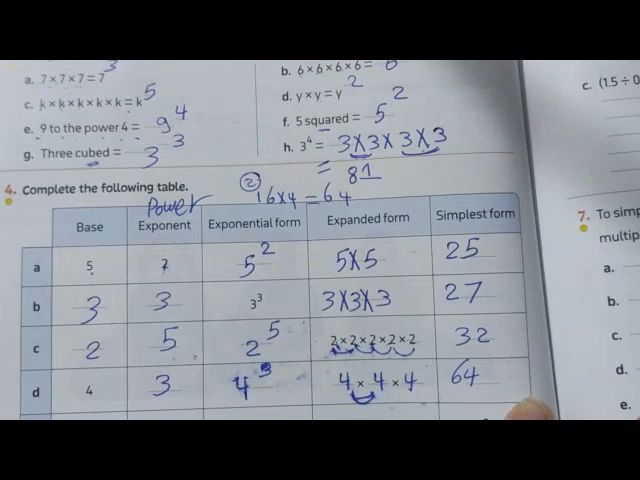 a. 7 × 7 × 7 = 7³
b. 6 × 6 × 6 × 6 = 6
c. k × k × k × k × k = k⁵
d. y × y = y²
e. 9 to the power 4 = 9⁴
f. 5 squared = 5²
g. Three cubed = 3³
h. 3⁴ = 3×3×3×3
= 81
4. Complete the following table.
② 16×4 = 64
Power
Base Exponent Exponential form Expanded form Simplest form
a 5 2 5² 5×5 25
b 3 3 3³ 3×3×3 27
c 2 5 2⁵ 2×2×2×2×2 32
d 4 3 4³ 4×4×4 64
c. (1.5 ÷ 0
7. To simp
multip
a.
b.
c.
d.
e.